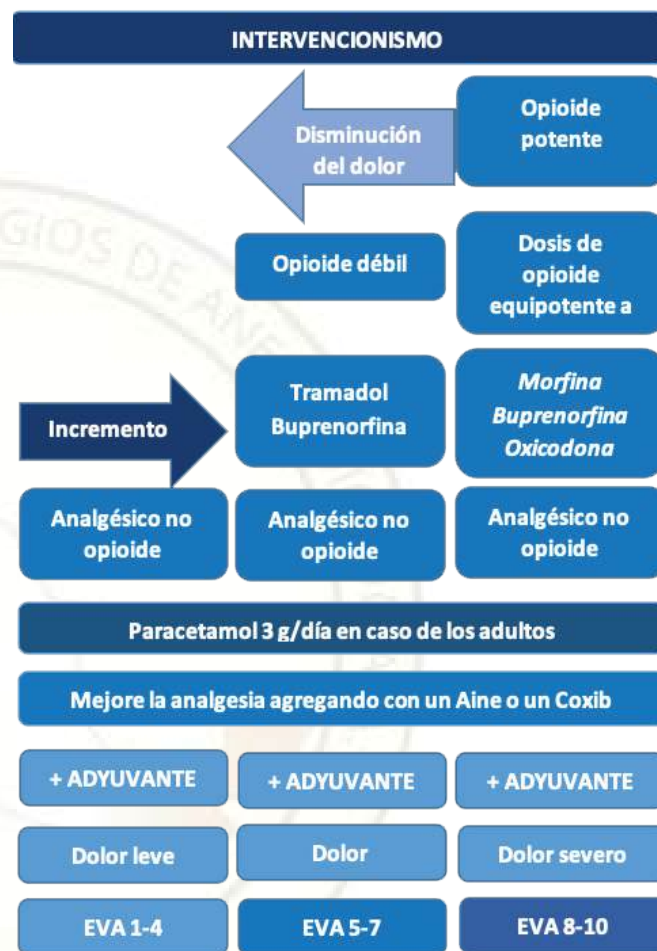 INTERVENCIONISMO
Opioide
potente
Disminución
del dolor
Opioide débil
Dosis de
opioide
equipotente a
Incremento
Tramadol
Buprenorfina
Morfina
Buprenorfina
Oxicodona
Analgésico no
opioide
Analgésico no
opioide
Analgésico no
opioide
Paracetamol 3 g/día en caso de los adultos
Mejore la analgesia agregando con un Aine o un Coxib
+ ADYUVANTE
+ ADYUVANTE
+ ADYUVANTE
Dolor leve
Dolor
Dolor severo
EVA 1-4
EVA 5-7
EVA 8-10
GIOS DE ANE